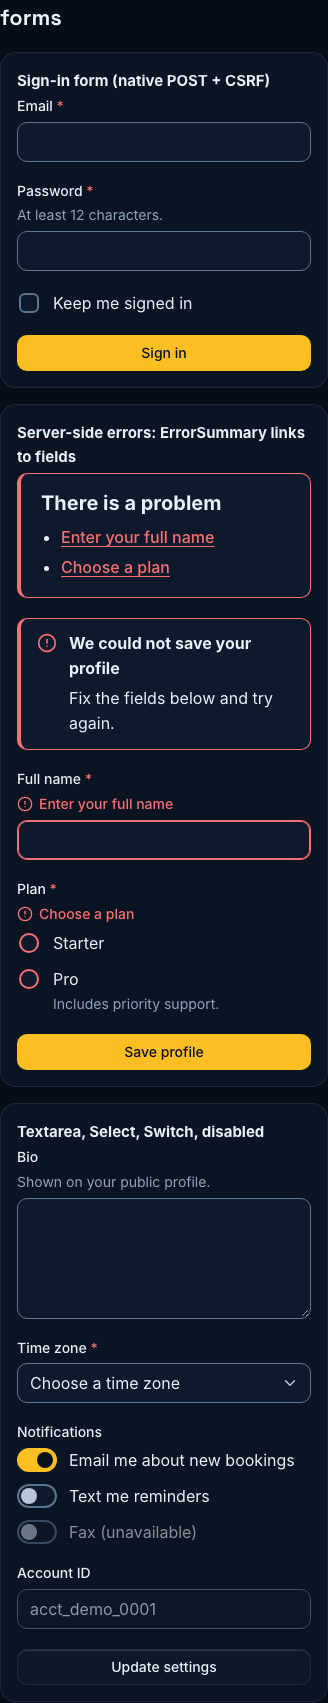 forms
Sign-in form (native POST + CSRF)
Email *
Password *
At least 12 characters.
Keep me signed in
Sign in
Server-side errors: ErrorSummary links
to fields
There is a problem
• Enter your full name
• Choose a plan
We could not save your
profile
Fix the fields below and try
again.
Full name *
Enter your full name
Plan *
Choose a plan
Starter
Pro
Includes priority support.
Save profile
Textarea, Select, Switch, disabled
Bio
Shown on your public profile.
Time zone *
Choose a time zone
Notifications
Email me about new bookings
Text me reminders
Fax (unavailable)
Account ID
acct_demo_0001
Update settings